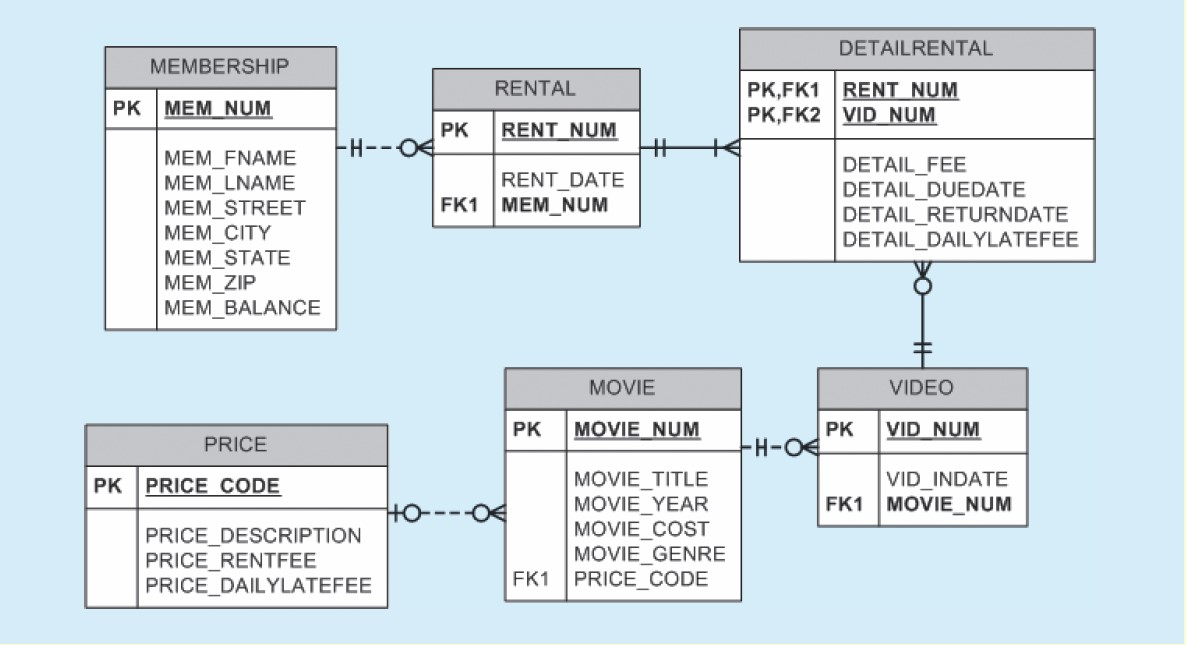 MEMBERSHIP
PK MEM_NUM
MEM_FNAME
MEM_LNAME
MEM_STREET
MEM_CITY
MEM_STATE
MEM_ZIP
MEM_BALANCE
RENTAL
PK RENT_NUM
RENT_DATE
FK1 MEM_NUM
DETAILRENTAL
PK,FK1 RENT_NUM
PK,FK2 VID_NUM
DETAIL_FEE
DETAIL_DUEDATE
DETAIL_RETURNDATE
DETAIL_DAILYLATEFEE
PRICE
PK PRICE_CODE
PRICE_DESCRIPTION
PRICE_RENTFEE
PRICE_DAILYLATEFEE
MOVIE
PK MOVIE_NUM
MOVIE_TITLE
MOVIE_YEAR
MOVIE_COST
MOVIE_GENRE
FK1 PRICE_CODE
VIDEO
PK VID_NUM
VID_INDATE
FK1 MOVIE_NUM